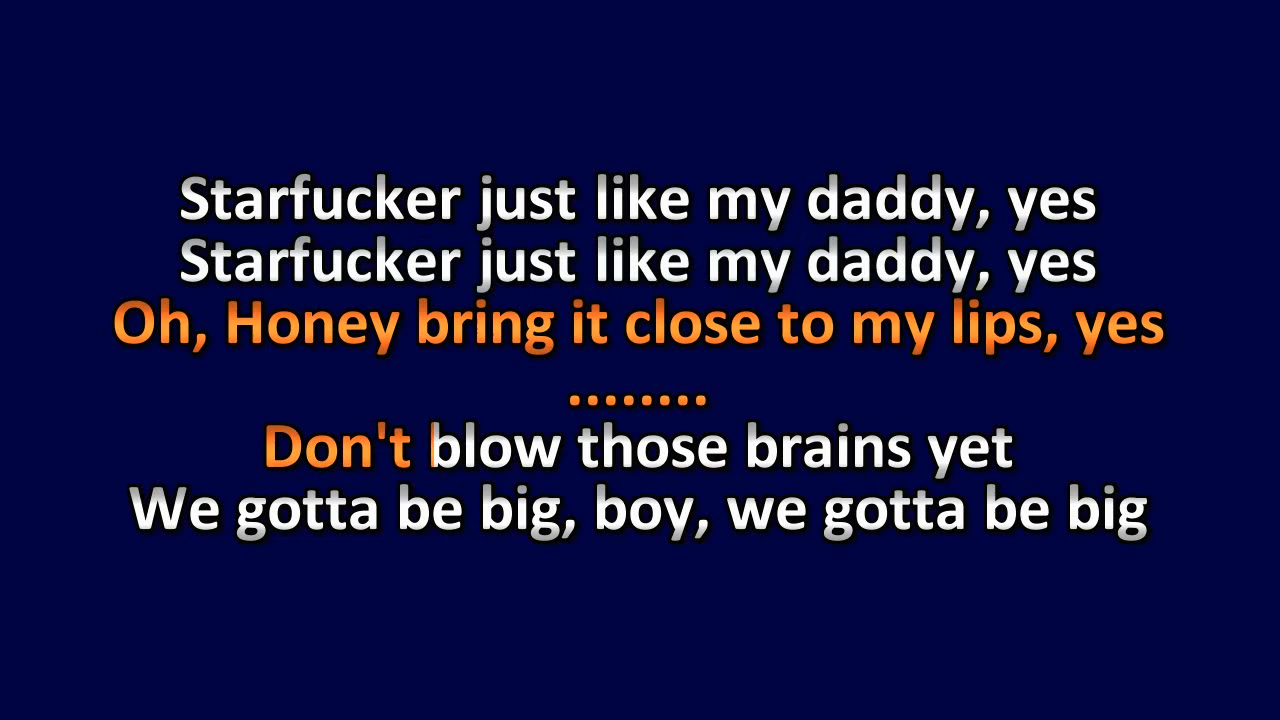 Starfucker just like my daddy, yes
Starfucker just like my daddy, yes
Oh, Honey bring it close to my lips, yes
........
Don't blow those brains yet
We gotta be big, boy, we gotta be big